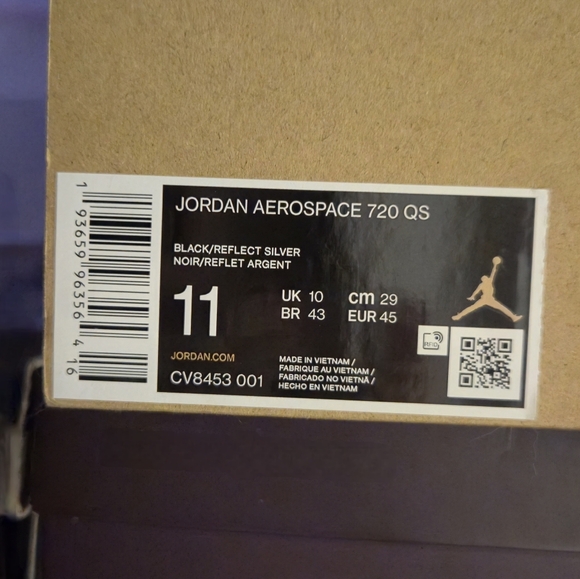 JORDAN AEROSPACE 720 QS
BLACK/REFLECT SILVER
NOIR/REFLET ARGENT
11
UK 10 cm 29
BR 43 EUR 45
RFID
JORDAN.COM
CV8453 001
MADE IN VIETNAM /
FABRIQUE AU VIETNAM /
FABRICADO NO VIETNÃ /
HECHO EN VIETNAM
1 93659 96356 4 16